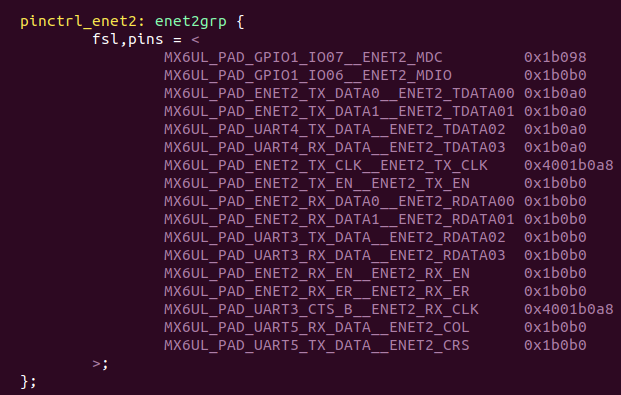 pinctrl_enet2: enet2grp {
fsl,pins = <
MX6UL_PAD_GPIO1_IO07__ENET2_MDC 0x1b098
MX6UL_PAD_GPIO1_IO06__ENET2_MDIO 0x1b0b0
MX6UL_PAD_ENET2_TX_DATA0__ENET2_TDATA00 0x1b0a0
MX6UL_PAD_ENET2_TX_DATA1__ENET2_TDATA01 0x1b0a0
MX6UL_PAD_UART4_TX_DATA__ENET2_TDATA02 0x1b0a0
MX6UL_PAD_UART4_RX_DATA__ENET2_TDATA03 0x1b0a0
MX6UL_PAD_ENET2_TX_CLK__ENET2_TX_CLK 0x4001b0a8
MX6UL_PAD_ENET2_TX_EN__ENET2_TX_EN 0x1b0b0
MX6UL_PAD_ENET2_RX_DATA0__ENET2_RDATA00 0x1b0b0
MX6UL_PAD_ENET2_RX_DATA1__ENET2_RDATA01 0x1b0b0
MX6UL_PAD_UART3_TX_DATA__ENET2_RDATA02 0x1b0b0
MX6UL_PAD_UART3_RX_DATA__ENET2_RDATA03 0x1b0b0
MX6UL_PAD_ENET2_RX_EN__ENET2_RX_EN 0x1b0b0
MX6UL_PAD_ENET2_RX_ER__ENET2_RX_ER 0x1b0b0
MX6UL_PAD_UART3_CTS_B__ENET2_RX_CLK 0x4001b0a8
MX6UL_PAD_UART5_RX_DATA__ENET2_COL 0x1b0b0
MX6UL_PAD_UART5_TX_DATA__ENET2_CRS 0x1b0b0
>;
};